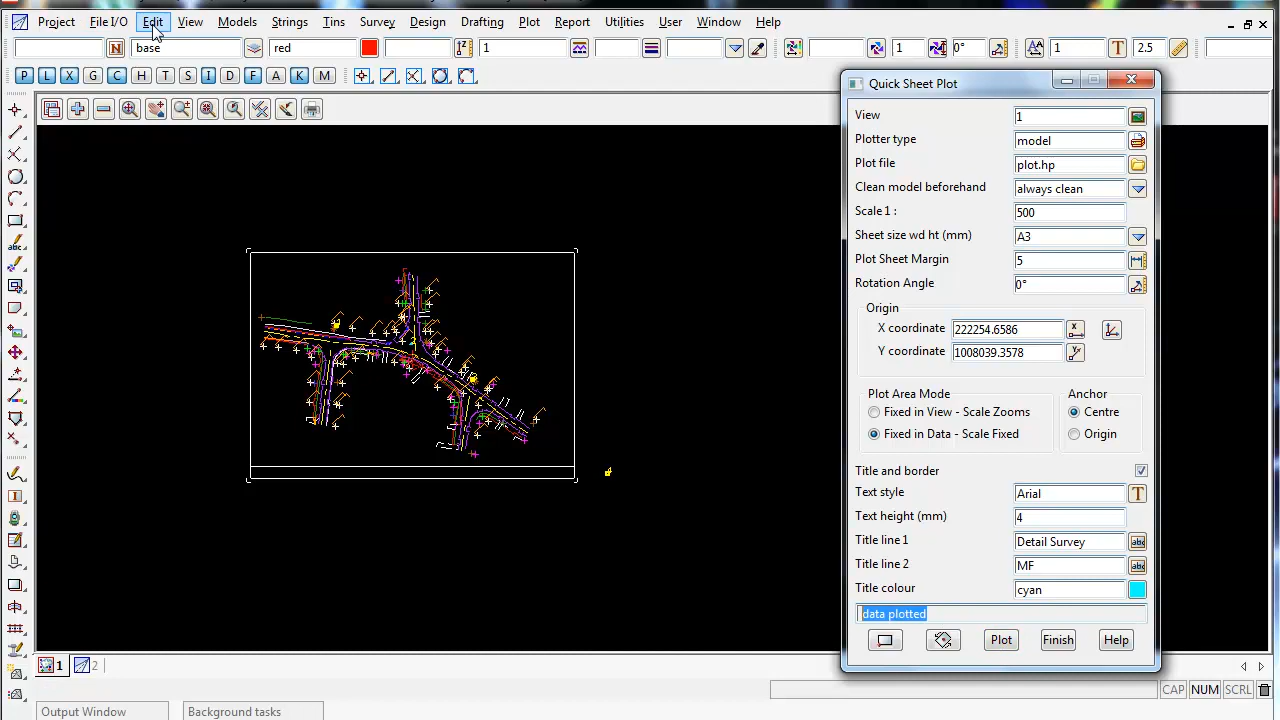 Project File I/O Edit View Models Strings Tins Survey Design Drafting Plot Report Utilities User Window Help
N base red 1 1 0° 1 T 2.5
P L X G C H T S I D F A K M
Quick Sheet Plot
View 1
Plotter type model
Plot file plot.hp
Clean model beforehand always clean
Scale 1 : 500
Sheet size wd ht (mm) A3
Plot Sheet Margin 5
Rotation Angle 0°
Origin
X coordinate 222254.6586
Y coordinate 1008039.3578
Plot Area Mode Anchor
Fixed in View - Scale Zooms Centre
Fixed in Data - Scale Fixed Origin
Title and border
Text style Arial T
Text height (mm) 4
Title line 1 Detail Survey abc
Title line 2 MF abc
Title colour cyan
data plotted
Plot Finish Help
1 2
CAP NUM SCRL
Output Window Background tasks